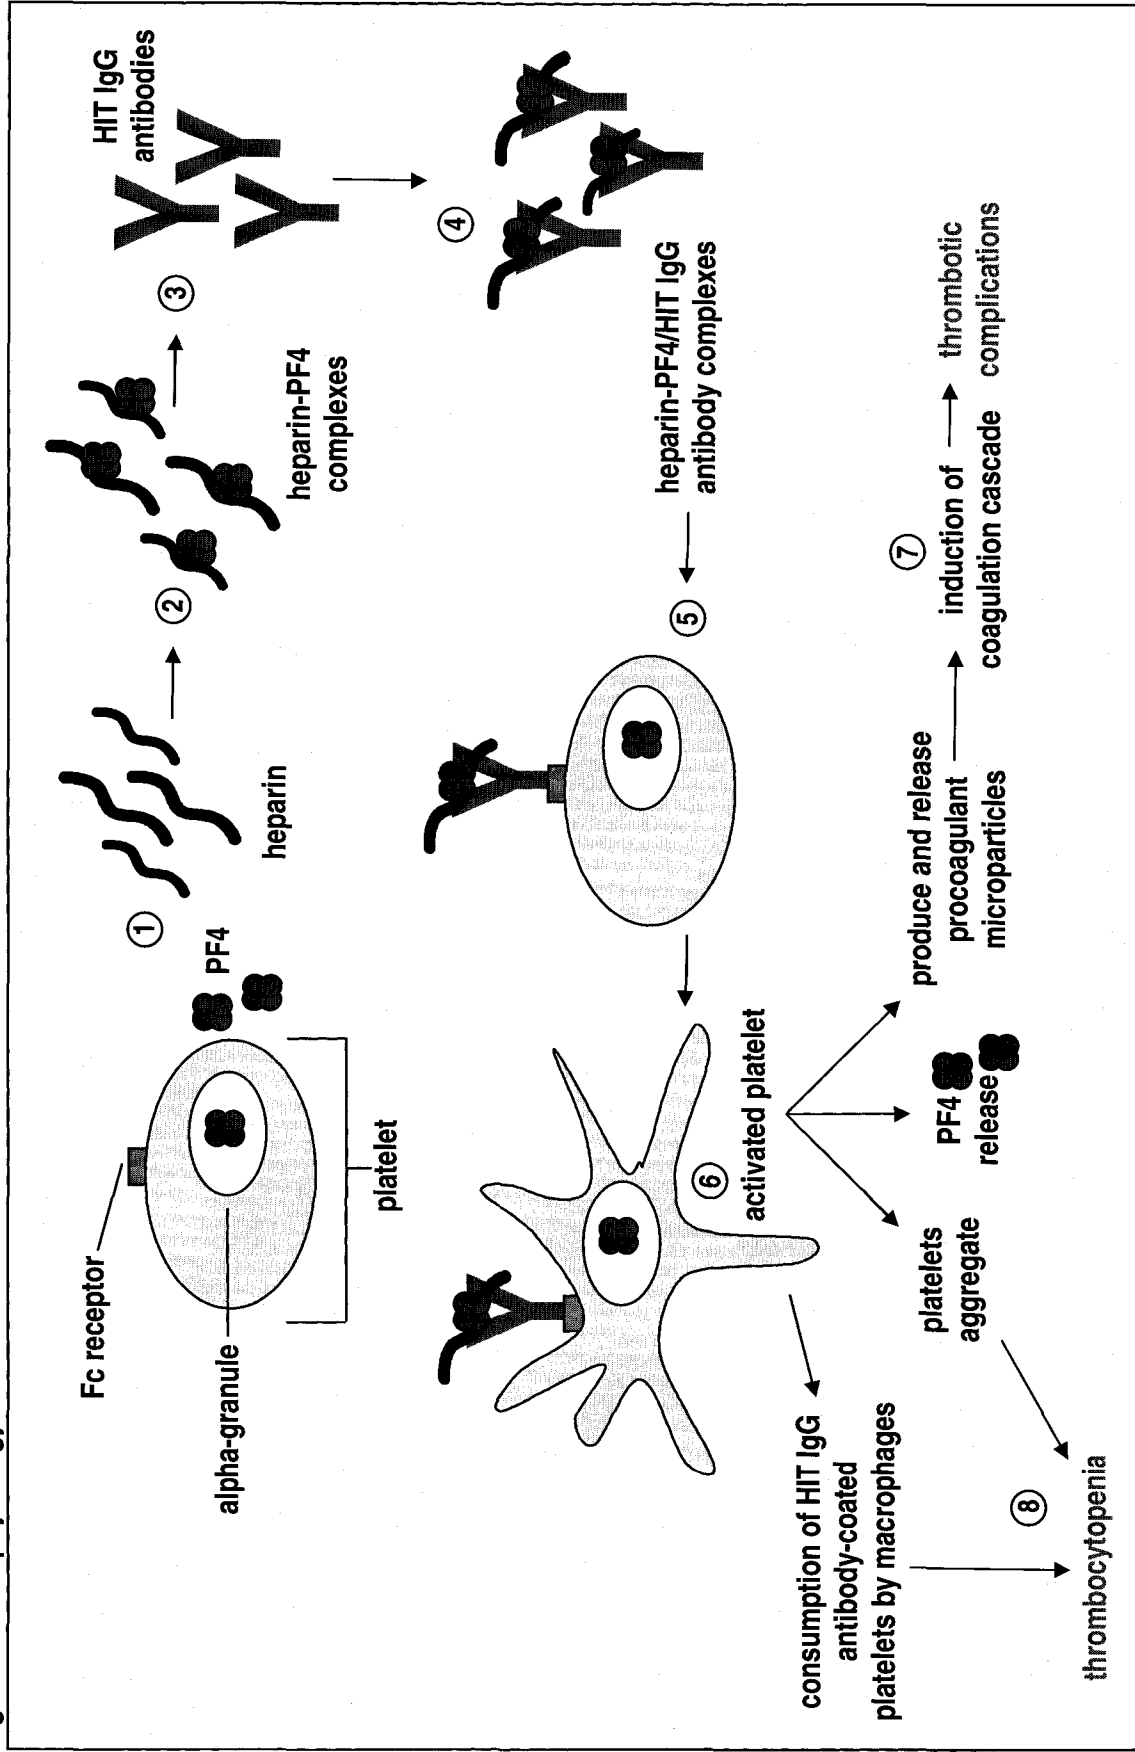 Fc receptor
alpha-granule
platelet
PF4
1
heparin
2
heparin-PF4
complexes
3
HIT IgG
antibodies
4
heparin-PF4/HIT IgG
antibody complexes
5
6
activated platelet
consumption of HIT IgG
antibody-coated
platelets by macrophages
platelets
aggregate
PF4
release
produce and release
procoagulant
microparticles
7
induction of
coagulation cascade
thrombotic
complications
8
thrombocytopenia